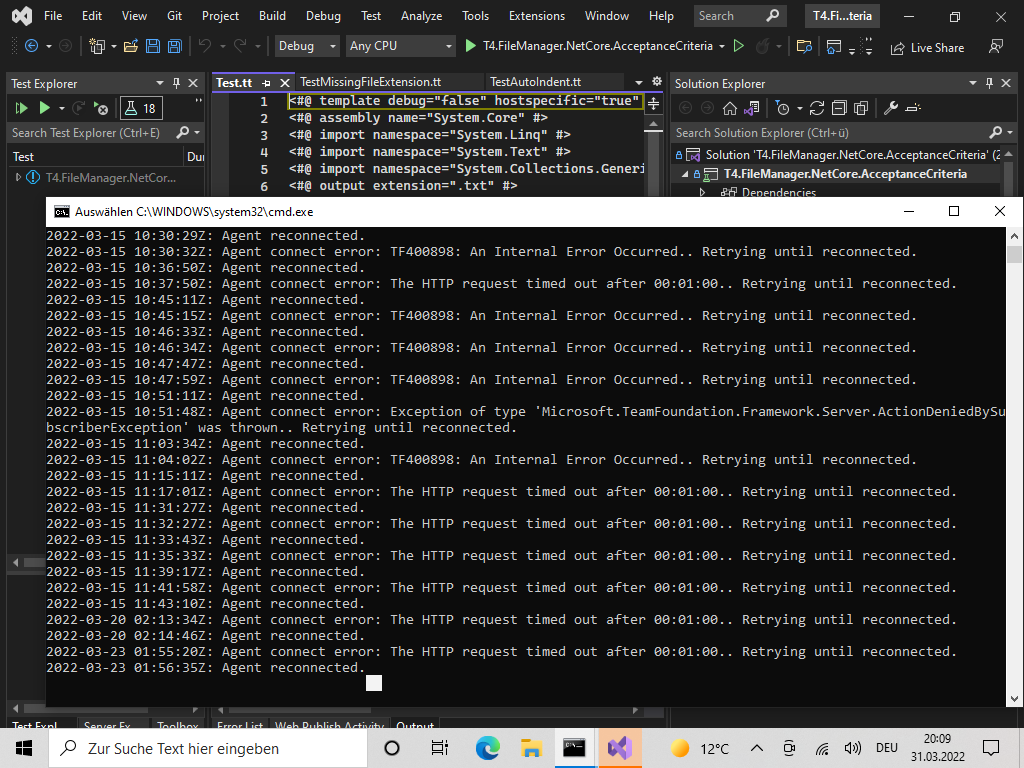 File Edit View Git Project Build Debug Test Analyze Tools Extensions Window Help Search T4.Fi...teria
Debug Any CPU T4.FileManager.NetCore.AcceptanceCriteria Live Share
Test Explorer
18
Search Test Explorer (Ctrl+E)
Test Dur
T4.FileManager.NetCor...
Test.tt TestMissingFileExtension.tt TestAutoIndent.tt
1 <#@ template debug="false" hostspecific="true"
2 <#@ assembly name="System.Core" #>
3 <#@ import namespace="System.Linq" #>
4 <#@ import namespace="System.Text" #>
5 <#@ import namespace="System.Collections.Generi
6 <#@ output extension=".txt" #>
Solution Explorer
Search Solution Explorer (Ctrl+ü)
Solution 'T4.FileManager.NetCore.AcceptanceCriteria' (2
T4.FileManager.NetCore.AcceptanceCriteria
Dependencies
Auswählen C:\WINDOWS\system32\cmd.exe
2022-03-15 10:30:29Z: Agent reconnected.
2022-03-15 10:30:32Z: Agent connect error: TF400898: An Internal Error Occurred.. Retrying until reconnected.
2022-03-15 10:36:50Z: Agent reconnected.
2022-03-15 10:37:50Z: Agent connect error: The HTTP request timed out after 00:01:00.. Retrying until reconnected.
2022-03-15 10:45:11Z: Agent reconnected.
2022-03-15 10:45:15Z: Agent connect error: TF400898: An Internal Error Occurred.. Retrying until reconnected.
2022-03-15 10:46:33Z: Agent reconnected.
2022-03-15 10:46:34Z: Agent connect error: TF400898: An Internal Error Occurred.. Retrying until reconnected.
2022-03-15 10:47:47Z: Agent reconnected.
2022-03-15 10:47:59Z: Agent connect error: TF400898: An Internal Error Occurred.. Retrying until reconnected.
2022-03-15 10:51:11Z: Agent reconnected.
2022-03-15 10:51:48Z: Agent connect error: Exception of type 'Microsoft.TeamFoundation.Framework.Server.ActionDeniedBySu
bscriberException' was thrown.. Retrying until reconnected.
2022-03-15 11:03:34Z: Agent reconnected.
2022-03-15 11:04:02Z: Agent connect error: TF400898: An Internal Error Occurred.. Retrying until reconnected.
2022-03-15 11:15:11Z: Agent reconnected.
2022-03-15 11:17:01Z: Agent connect error: The HTTP request timed out after 00:01:00.. Retrying until reconnected.
2022-03-15 11:31:27Z: Agent reconnected.
2022-03-15 11:32:27Z: Agent connect error: The HTTP request timed out after 00:01:00.. Retrying until reconnected.
2022-03-15 11:33:43Z: Agent reconnected.
2022-03-15 11:35:33Z: Agent connect error: The HTTP request timed out after 00:01:00.. Retrying until reconnected.
2022-03-15 11:39:17Z: Agent reconnected.
2022-03-15 11:41:58Z: Agent connect error: The HTTP request timed out after 00:01:00.. Retrying until reconnected.
2022-03-15 11:43:10Z: Agent reconnected.
2022-03-20 02:13:34Z: Agent connect error: The HTTP request timed out after 00:01:00.. Retrying until reconnected.
2022-03-20 02:14:46Z: Agent reconnected.
2022-03-23 01:55:20Z: Agent connect error: The HTTP request timed out after 00:01:00.. Retrying until reconnected.
2022-03-23 01:56:35Z: Agent reconnected.
Test Expl... Server Ex... Toolbox Error List Web Publish Activity Output
Zur Suche Text hier eingeben
12°C DEU 20:09
31.03.2022